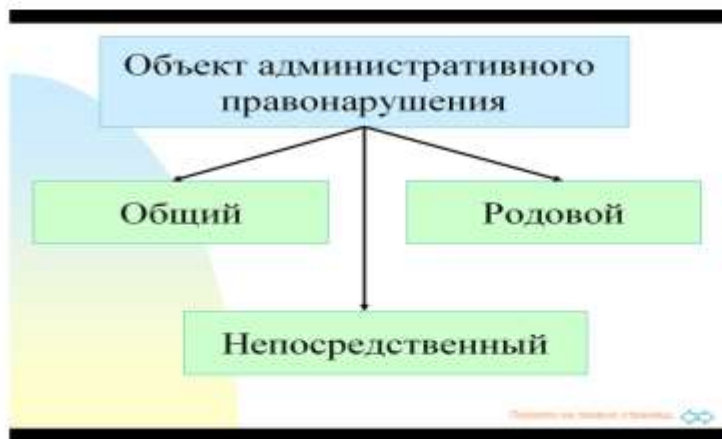 Объект административного
правонарушения
Общий
Родовой
Непосредственный